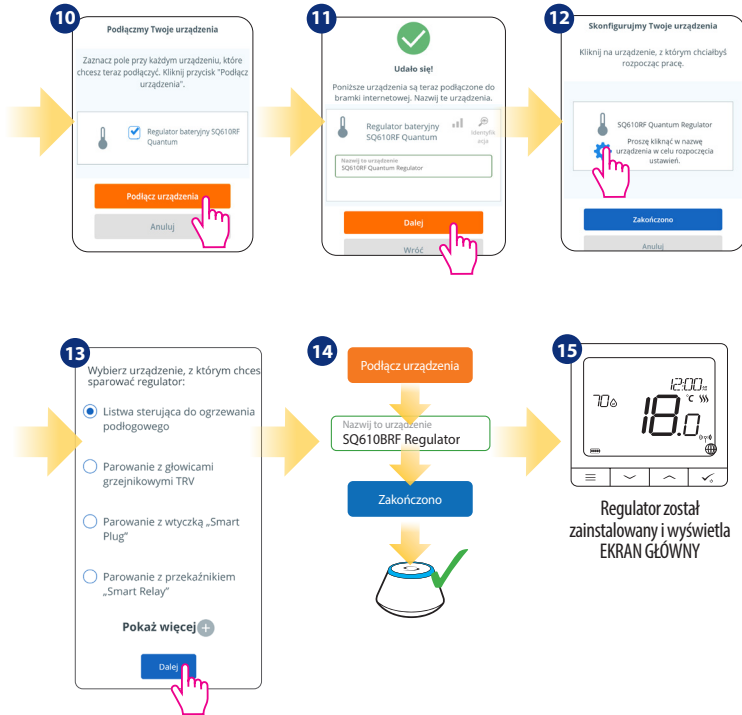 10
Podłączmy Twoje urządzenia
Zaznacz pole przy każdym urządzeniu, które
chcesz teraz podłączyć. Kliknij przycisk "Podłącz
urządzenia".
Regulator bateryjny SQ610RF
Quantum
Podłącz urządzenia
Anuluj
11
Udało się!
Poniższe urządzenia są teraz podłączone do
bramki internetowej. Nazwij te urządzenia.
Regulator bateryjny
SQ610RF Quantum
Identyfik
acja
Nazwij to urządzenie
SQ610RF Quantum Regulator
Dalej
Wróć
12
Skonfigurujmy Twoje urządzenia
Kliknij na urządzenie, z którym chciałbyś
rozpocząc pracę.
SQ610RF Quantum Regulator
Proszę kliknąć w nazwę
urządzenia w celu rozpoczęcia
ustawień.
Zakończono
Anuluj
13
Wybierz urządzenie, z którym chces
sparować regulator:
Listwa sterująca do ogrzewania
podłogowego
Parowanie z głowicami
grzejnikowymi TRV
Parowanie z wtyczką „Smart
Plug”
Parowanie z przekaźnikiem
„Smart Relay”
Pokaż więcej
Dalej
14
Podłącz urządzenia
Nazwij to urządzenie
SQ610BRF Regulator
Zakończono
15
12:00
70
°C
18.0
Regulator został
zainstalowany i wyświetla
EKRAN GŁÓWNY